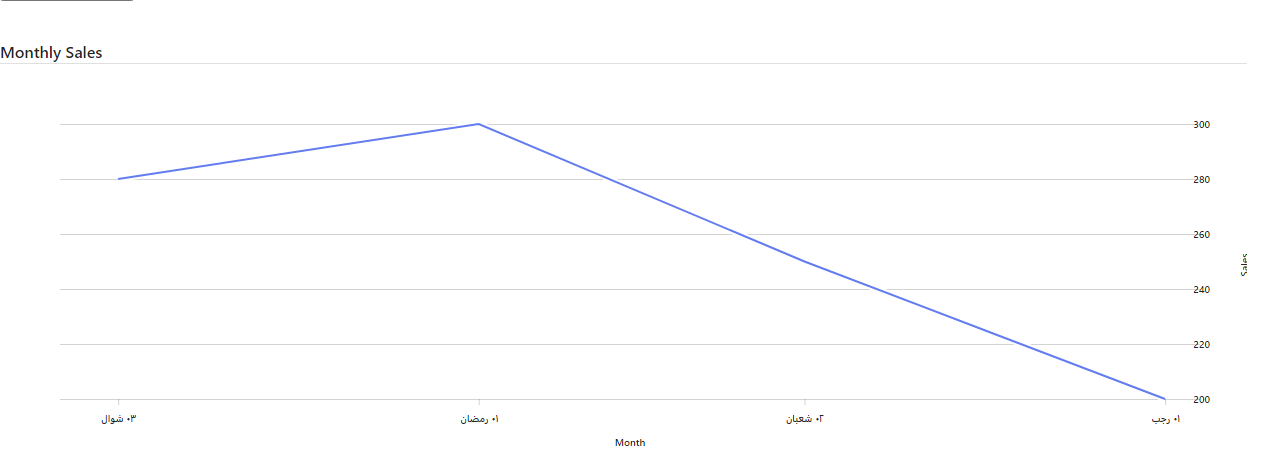 Monthly Sales
300
280
260
240
220
200
Sales
٠١ رجب
٠٢ شعبان
٠١ رمضان
٠٣ شوال
Month